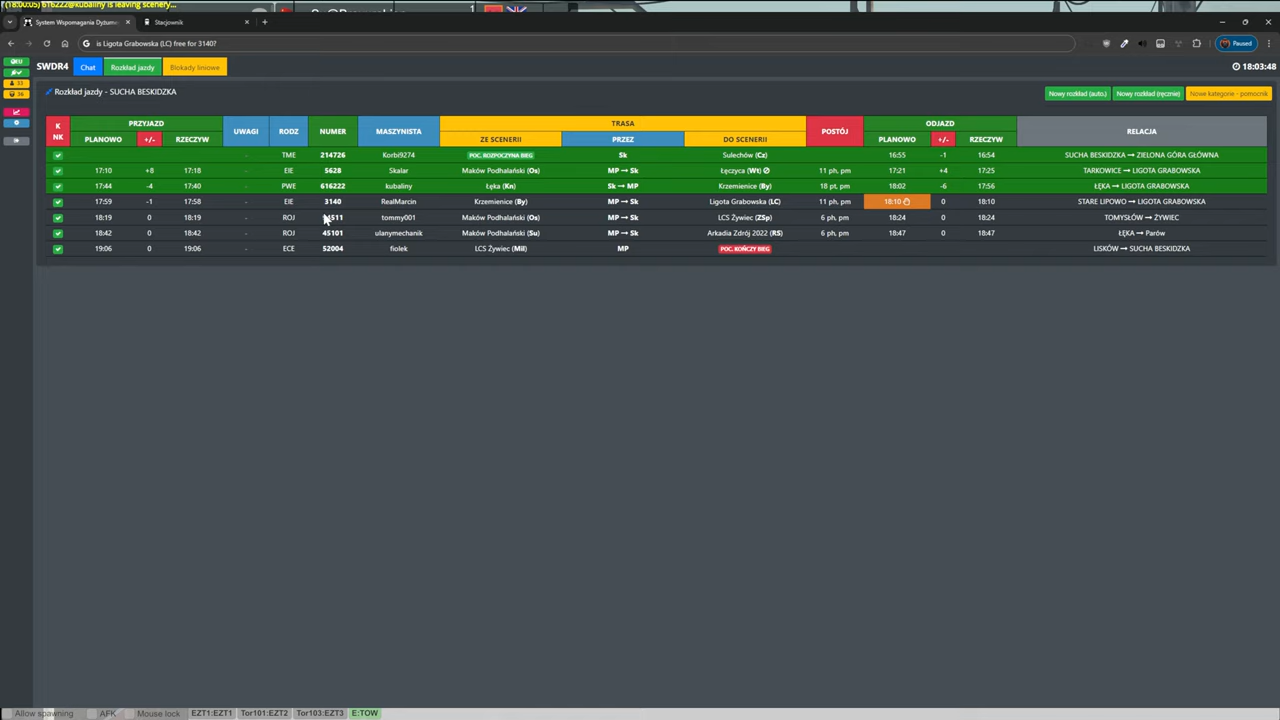 (18:00:05) 616222@kubaliny is leaving scenery...
System Wspomagania Dyżurne
Stacjownik
is Ligota Grabowska (LC) free for 3140?
Paused
EU
33
36
SWDR4 Chat Rozkład jazdy Blokady liniowe 18:03:48
Rozkład jazdy - SUCHA BESKIDZKA
Nowy rozkład (auto.) Nowy rozkład (ręcznie) Nowe kategorie - pomocnik
K NK PRZYJAZD UWAGI RODZ NUMER MASZYNISTA TRASA POSTÓJ ODJAZD RELACJA
PLANOWO +/- RZECZYW ZE SCENERII PRZEZ DO SCENERII PLANOWO +/- RZECZYW
- TME 214726 Korbi9274 POC. ROZPOCZYNA BIEG Sk Sulechów (Cz) 16:55 -1 16:54 SUCHA BESKIDZKA → ZIELONA GÓRA GŁÓWNA
17:10 +8 17:18 - EIE 5628 Skalar Maków Podhalański (Os) MP → Sk Łęczyca (Wt) 11 ph, pm 17:21 +4 17:25 TARKOWICE → LIGOTA GRABOWSKA
17:44 -4 17:40 - PWE 616222 kubaliny Łęka (Kn) Sk → MP Krzemienice (By) 18 pt, pm 18:02 -6 17:56 ŁĘKA → LIGOTA GRABOWSKA
17:59 -1 17:58 - EIE 3140 RealMarcin Krzemienice (By) MP → Sk Ligota Grabowska (LC) 11 ph, pm 18:10 0 18:10 STARE LIPOWO → LIGOTA GRABOWSKA
18:19 0 18:19 - ROJ tommy001 Maków Podhalański (Os) MP → Sk LCS Żywiec (ZSp) 6 ph, pm 18:24 0 18:24 TOMYSŁÓW → ŻYWIEC
18:42 0 18:42 - ROJ 45101 ulanymechanik Maków Podhalański (Su) MP → Sk Arkadia Zdrój 2022 (RS) 6 ph, pm 18:47 0 18:47 ŁĘKA → Parów
19:06 0 19:06 - ECE 52004 fiolek LCS Żywiec (Mil) MP POC. KOŃCZY BIEG LISKÓW → SUCHA BESKIDZKA
Allow spawning AFK Mouse lock EZT1:EZT1 Tor101:EZT2 Tor103:EZT3 E:TOW